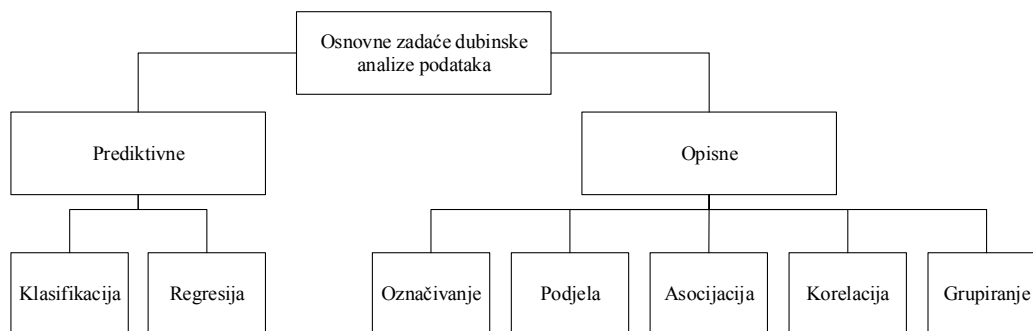 Osnovne zadaće dubinske
analize podataka
Prediktivne
Opisne
Klasifikacija
Regresija
Označivanje
Podjela
Asocijacija
Korelacija
Grupiranje